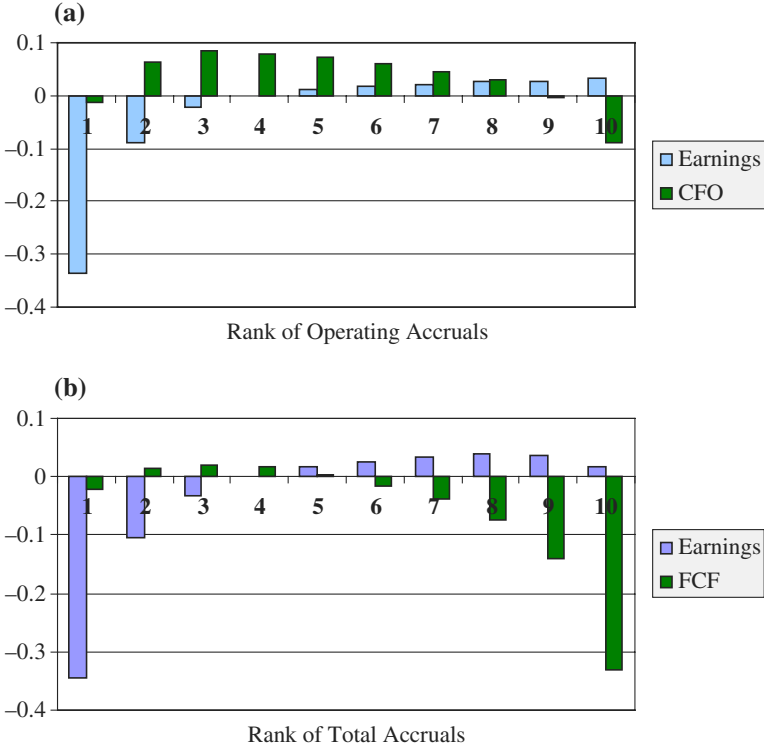 (a)
0.1
0
–0.1
–0.2
–0.3
–0.4
1 2 3 4 5 6 7 8 9 10
Earnings
CFO
Rank of Operating Accruals
(b)
0.1
0
–0.1
–0.2
–0.3
–0.4
1 2 3 4 5 6 7 8 9 10
Earnings
FCF
Rank of Total Accruals